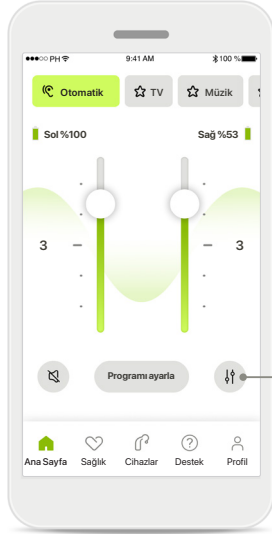 PH 9:41 AM 100 %
Otomatik TV Müzik
Sol %100 Sağ %53
3 3
Programı ayarla
Ana Sayfa Sağlık Cihazlar Destek Profil